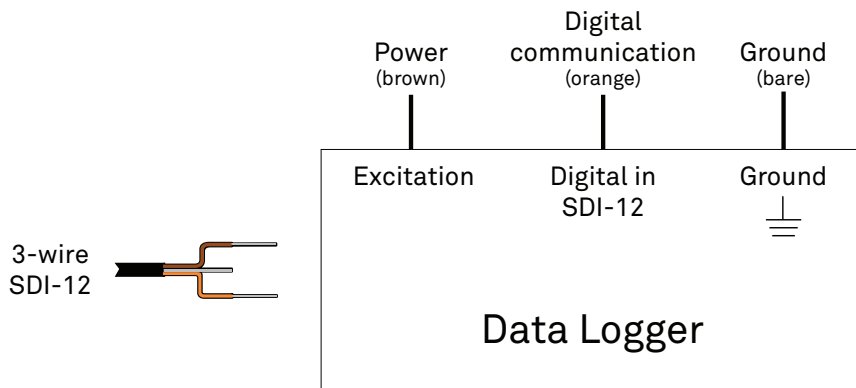 Power
(brown)
Digital
communication
(orange)
Ground
(bare)
Excitation
Digital in
SDI-12
Ground
3-wire
SDI-12
Data Logger